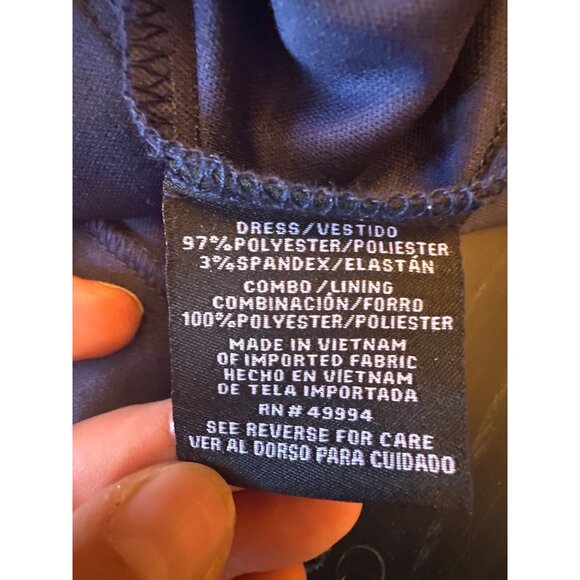 DRESS/VESTIDO
97%POLYESTER/POLIESTER
3%SPANDEX/ELASTÁN
COMBO/LINING
COMBINACIÓN/FORRO
100%POLYESTER/POLIESTER
MADE IN VIETNAM
OF IMPORTED FABRIC
HECHO EN VIETNAM
DE TELA IMPORTADA
RN# 49994
SEE REVERSE FOR CARE
VER AL DORSO PARA CUIDADO